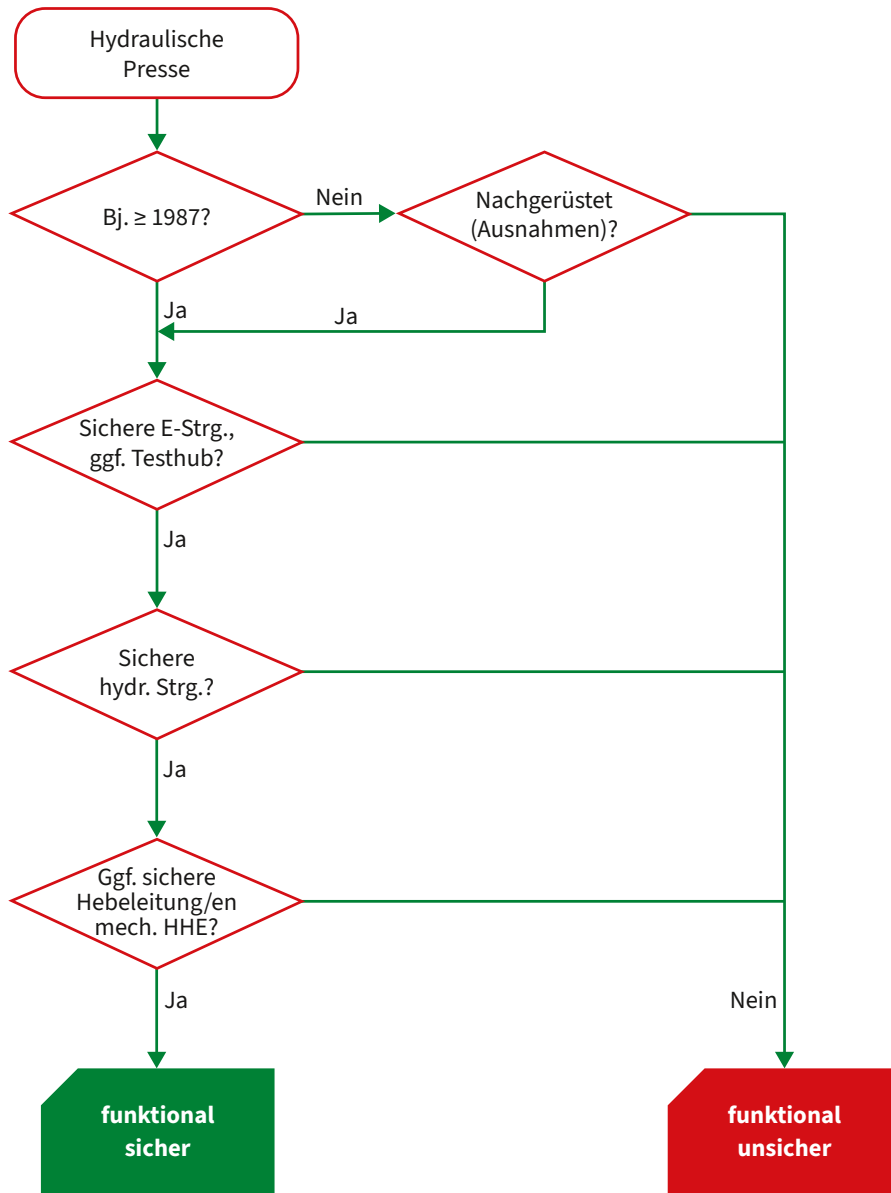 Hydraulische
Presse
Bj. ≥ 1987?
Nein
Nachgerüstet
(Ausnahmen)?
Ja
Ja
Sichere E-Strg.,
ggf. Testhub?
Ja
Sichere
hydr. Strg.?
Ja
Ggf. sichere
Hebeleitung/en
mech. HHE?
Ja
Nein
funktional
sicher
funktional
unsicher